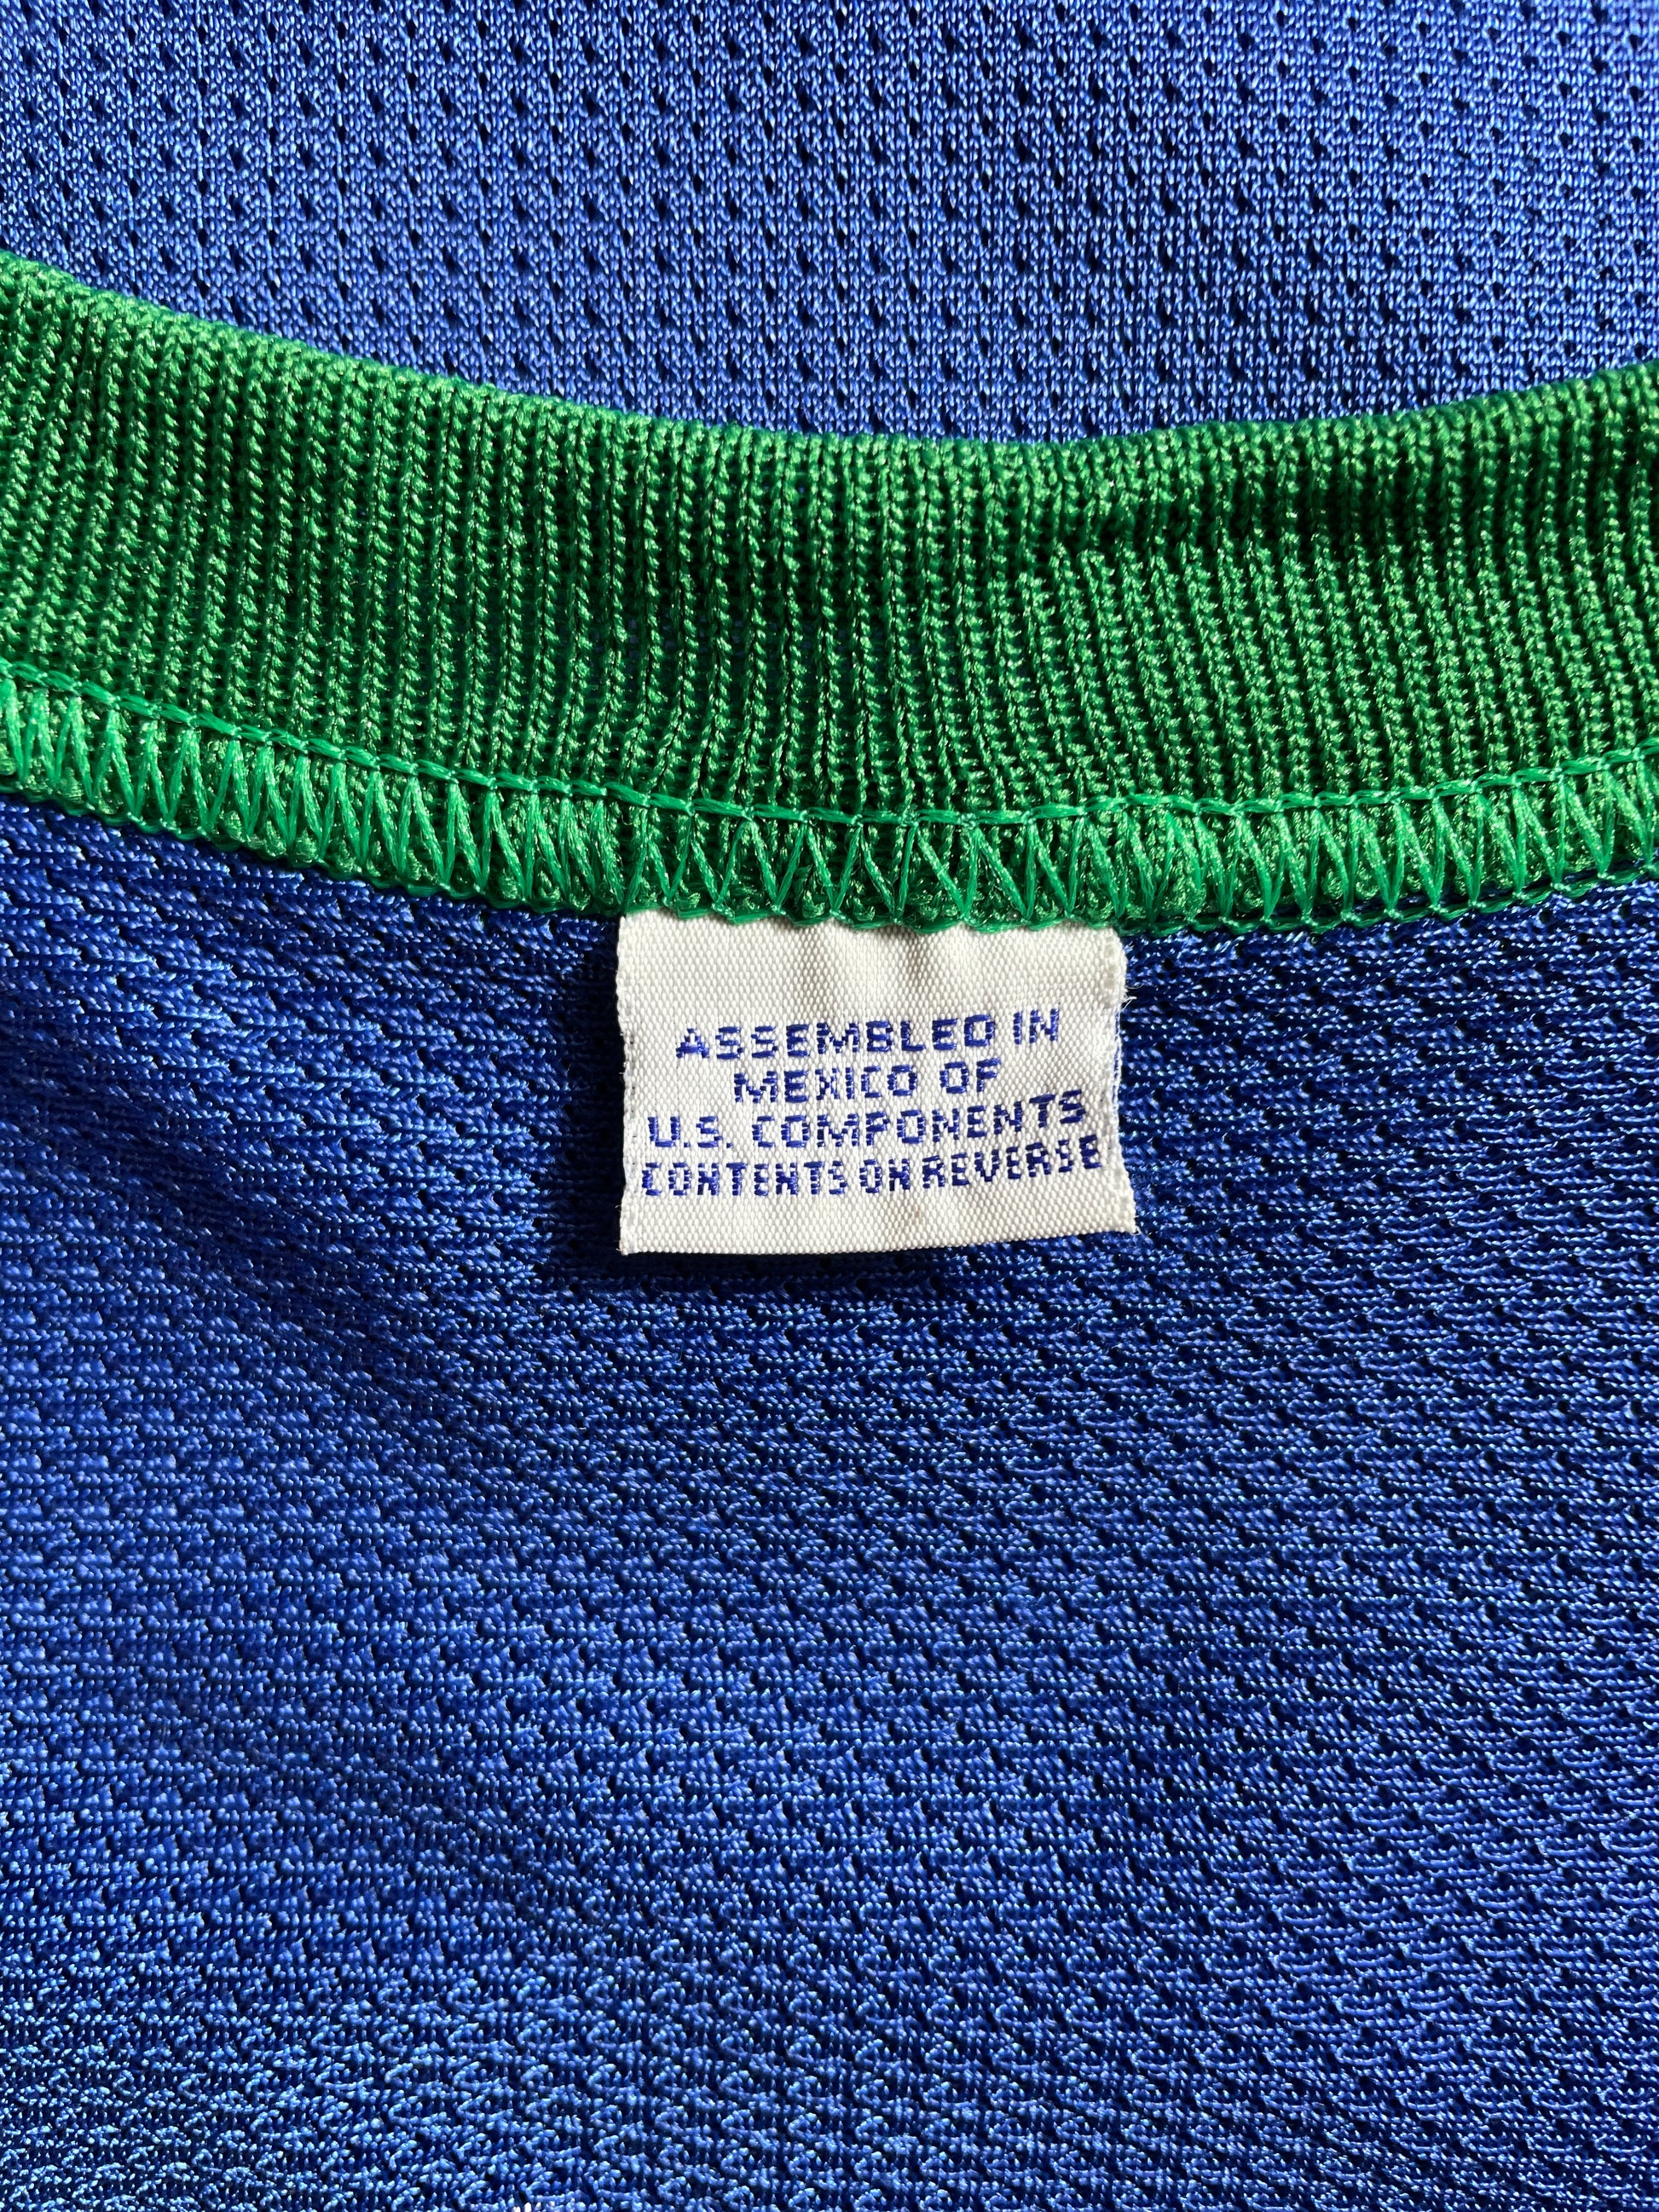 ASSEMBLED IN
MEXICO OF
U.S. COMPONENTS
CONTENTS ON REVERSE